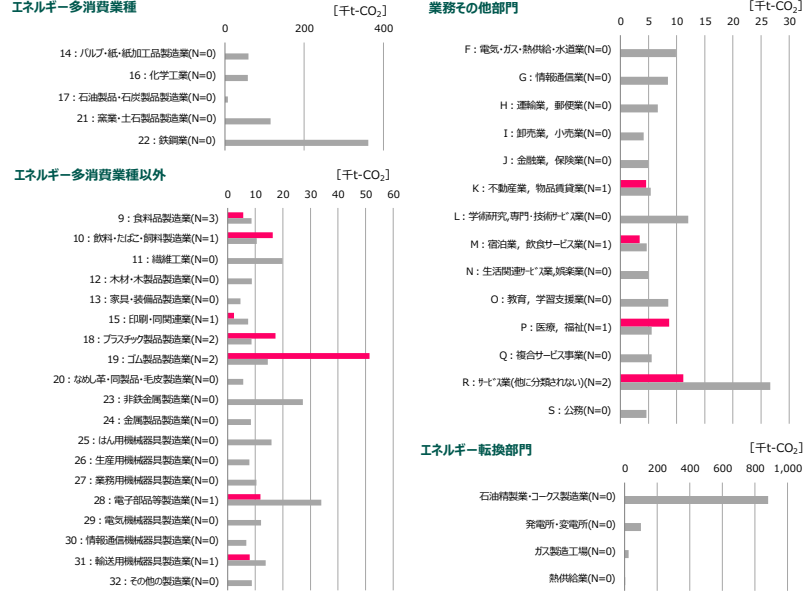 エネルギー多消費業種
[千t-CO₂]
0 200 400
14：パルプ・紙・紙加工品製造業(N=0)
16：化学工業(N=0)
17：石油製品・石炭製品製造業(N=0)
21：窯業・土石製品製造業(N=0)
22：鉄鋼業(N=0)
エネルギー多消費業種以外
[千t-CO₂]
0 10 20 30 40 50 60
9：食料品製造業(N=3)
10：飲料・たばこ・飼料製造業(N=1)
11：繊維工業(N=0)
12：木材・木製品製造業(N=0)
13：家具・装備品製造業(N=0)
15：印刷・同関連業(N=1)
18：プラスチック製品製造業(N=2)
19：ゴム製品製造業(N=2)
20：なめし革・同製品・毛皮製造業(N=0)
23：非鉄金属製造業(N=0)
24：金属製品製造業(N=0)
25：はん用機械器具製造業(N=0)
26：生産用機械器具製造業(N=0)
27：業務用機械器具製造業(N=0)
28：電子部品等製造業(N=1)
29：電気機械器具製造業(N=0)
30：情報通信機械器具製造業(N=0)
31：輸送用機械器具製造業(N=1)
32：その他の製造業(N=0)
業務その他部門
[千t-CO₂]
0 5 10 15 20 25 30
F：電気・ガス・熱供給・水道業(N=0)
G：情報通信業(N=0)
H：運輸業，郵便業(N=0)
I：卸売業，小売業(N=0)
J：金融業，保険業(N=0)
K：不動産業，物品賃貸業(N=1)
L：学術研究,専門・技術ｻｰﾋﾞｽ業(N=0)
M：宿泊業，飲食サービス業(N=1)
N：生活関連ｻｰﾋﾞｽ業,娯楽業(N=0)
O：教育，学習支援業(N=0)
P：医療，福祉(N=1)
Q：複合サービス事業(N=0)
R：ｻｰﾋﾞｽ業(他に分類されない)(N=2)
S：公務(N=0)
エネルギー転換部門
[千t-CO₂]
0 200 400 600 800 1,000
石油精製業・コークス製造業(N=0)
発電所・変電所(N=0)
ガス製造工場(N=0)
熱供給業(N=0)